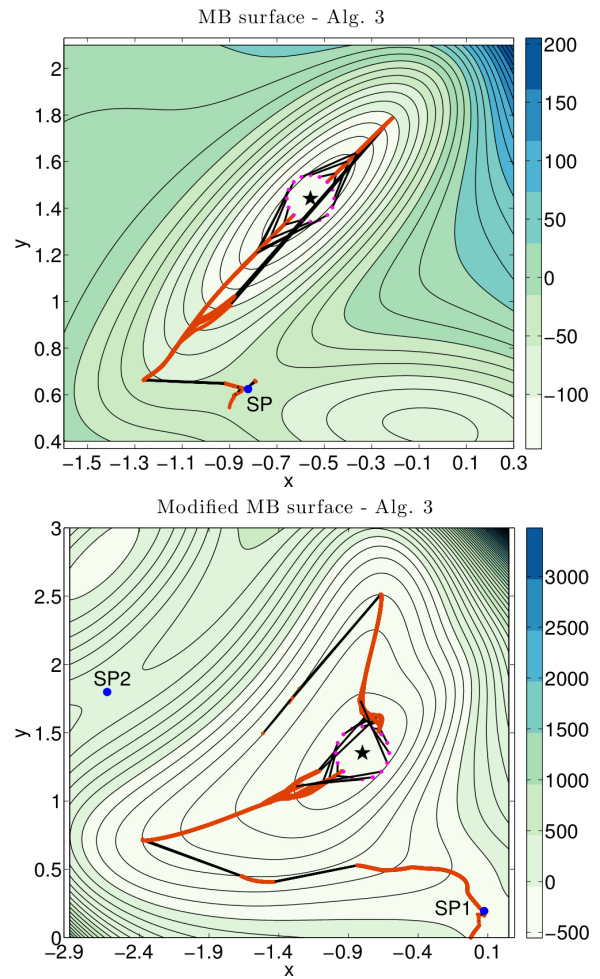 MB surface - Alg. 3
200
150
100
50
0
−50
−100
2
1.8
1.6
1.4
1.2
1
0.8
0.6
0.4
y
SP
−1.5 −1.3 −1.1 −0.9 −0.7 −0.5 −0.3 −0.1 0.1 0.3
x
Modified MB surface - Alg. 3
3000
2500
2000
1500
1000
500
0
−500
3
2.5
2
1.5
1
0.5
0
y
SP2
SP1
−2.9 −2.4 −1.9 −1.4 −0.9 −0.4 0.1
x